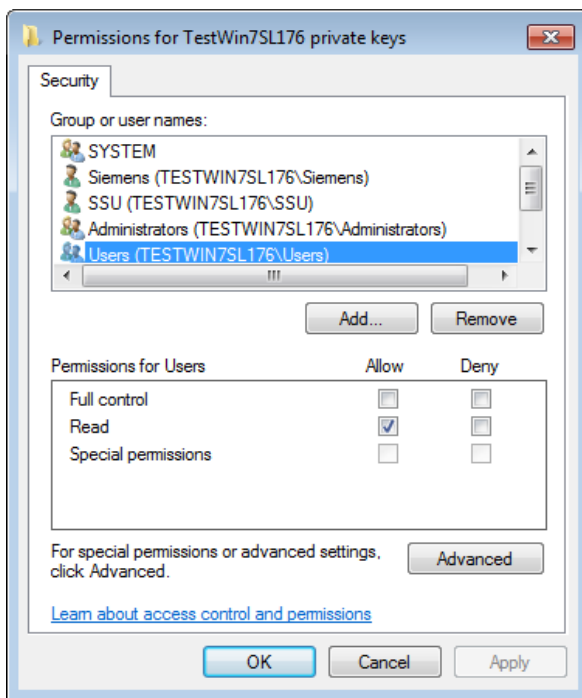 Permissions for TestWin7SL176 private keys
Security
Group or user names:
SYSTEM
Siemens (TESTWIN7SL176\Siemens)
SSU (TESTWIN7SL176\SSU)
Administrators (TESTWIN7SL176\Administrators)
Users (TESTWIN7SL176\Users)
Add... Remove
Permissions for Users Allow Deny
Full control
Read
Special permissions
For special permissions or advanced settings,
click Advanced. Advanced
Learn about access control and permissions
OK Cancel Apply